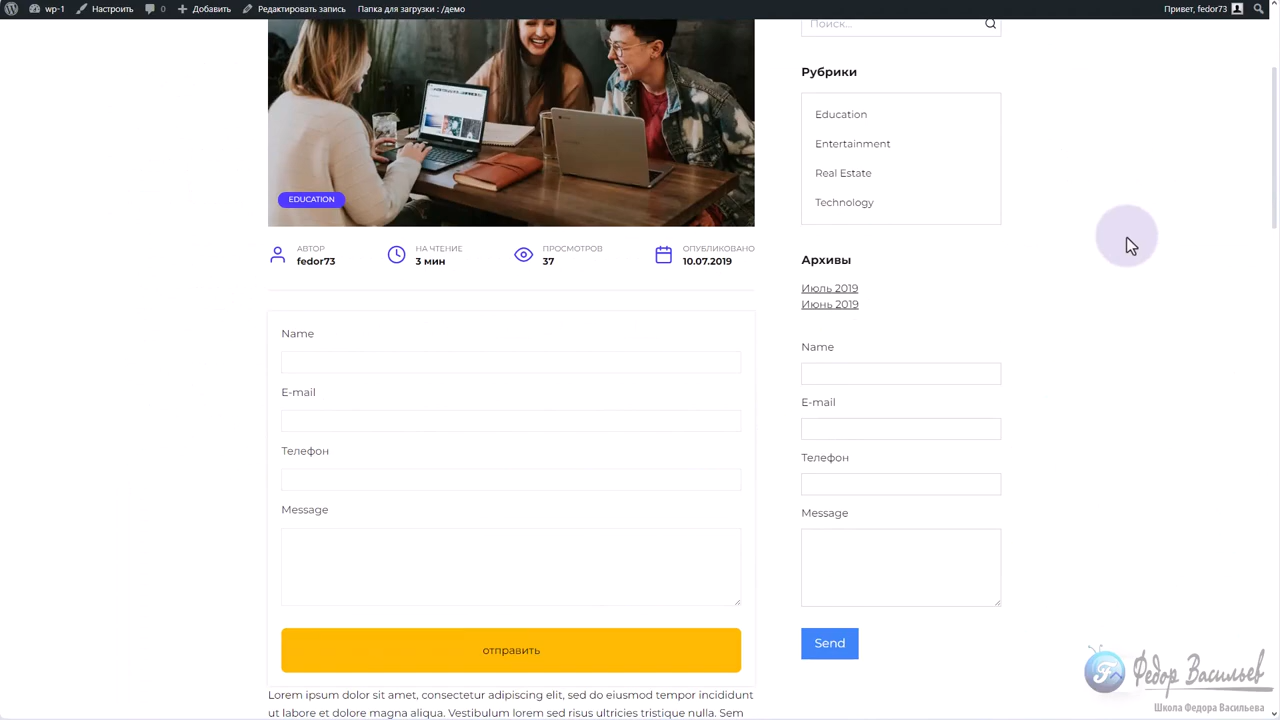 wp-1
Настроить
0
Добавить
Редактировать запись
Папка для загрузки : /демо
Привет, fedor73
Поиск…
EDUCATION
АВТОР
fedor73
НА ЧТЕНИЕ
3 мин
ПРОСМОТРОВ
37
ОПУБЛИКОВАНО
10.07.2019
Name
E-mail
Телефон
Message
отправить
Lorem ipsum dolor sit amet, consectetur adipiscing elit, sed do eiusmod tempor incididunt
ut labore et dolore magna aliqua. Vestibulum lorem sed risus ultricies tristique nulla. Sem
Рубрики
Education
Entertainment
Real Estate
Technology
Архивы
Июль 2019
Июнь 2019
Name
E-mail
Телефон
Message
Send
Федор Васильев
Школа Федора Васильева